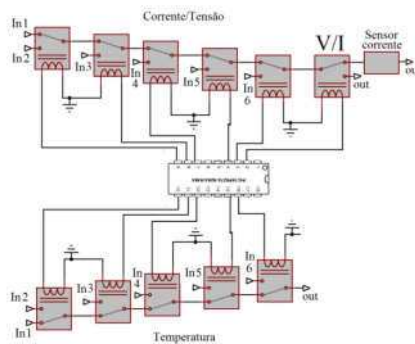 Corrente/Tensão
In1
In2
In3
In
4
In5
In
6
V/I
Sensor
corrente
out
out
In2
In1
In3
In
4
In5
In
6
out
Temperatura